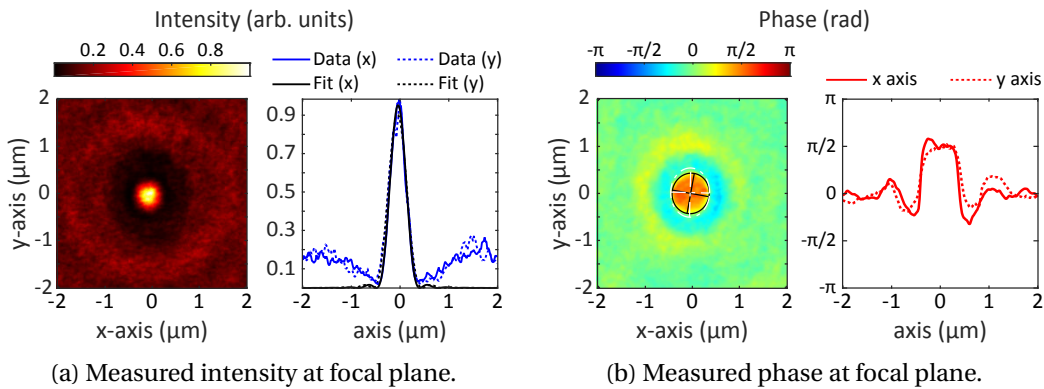 Intensity (arb. units)
0.2 0.4 0.6 0.8
Data (x) Data (y)
Fit (x) Fit (y)
2
1
0
-1
-2
y-axis (μm)
-2 -1 0 1 2
x-axis (μm)
0.9
0.7
0.5
0.3
0.1
-2 -1 0 1 2
axis (μm)
(a) Measured intensity at focal plane.
Phase (rad)
-π -π/2 0 π/2 π
x axis y axis
2
1
0
-1
-2
y-axis (μm)
-2 -1 0 1 2
x-axis (μm)
π
π/2
0
-π/2
-π
-2 -1 0 1 2
axis (μm)
(b) Measured phase at focal plane.